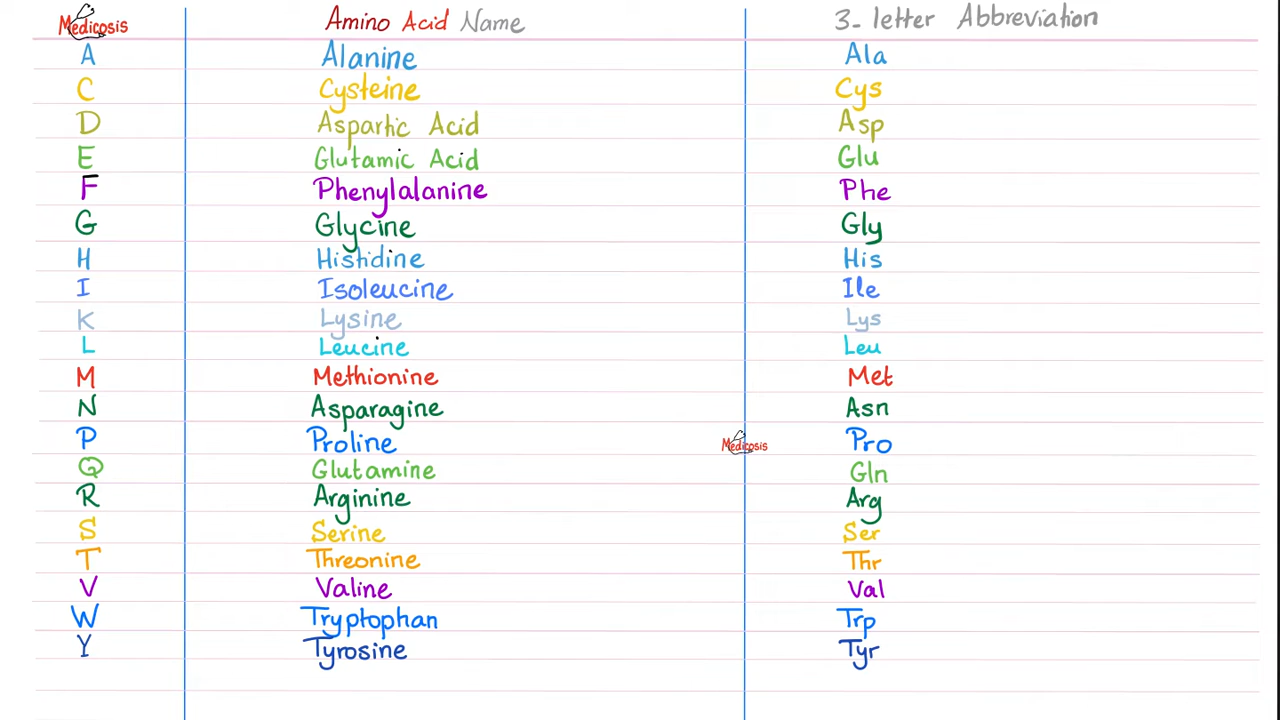 Medicosis Amino Acid Name 3- letter Abbreviation
A Alanine Ala
C Cysteine Cys
D Aspartic Acid Asp
E Glutamic Acid Glu
F Phenylalanine Phe
G Glycine Gly
H Histidine His
I Isoleucine Ile
K Lysine Lys
L Leucine Leu
M Methionine Met
N Asparagine Asn
P Proline Medicosis Pro
Q Glutamine Gln
R Arginine Arg
S Serine Ser
T Threonine Thr
V Valine Val
W Tryptophan Trp
Y Tyrosine Tyr